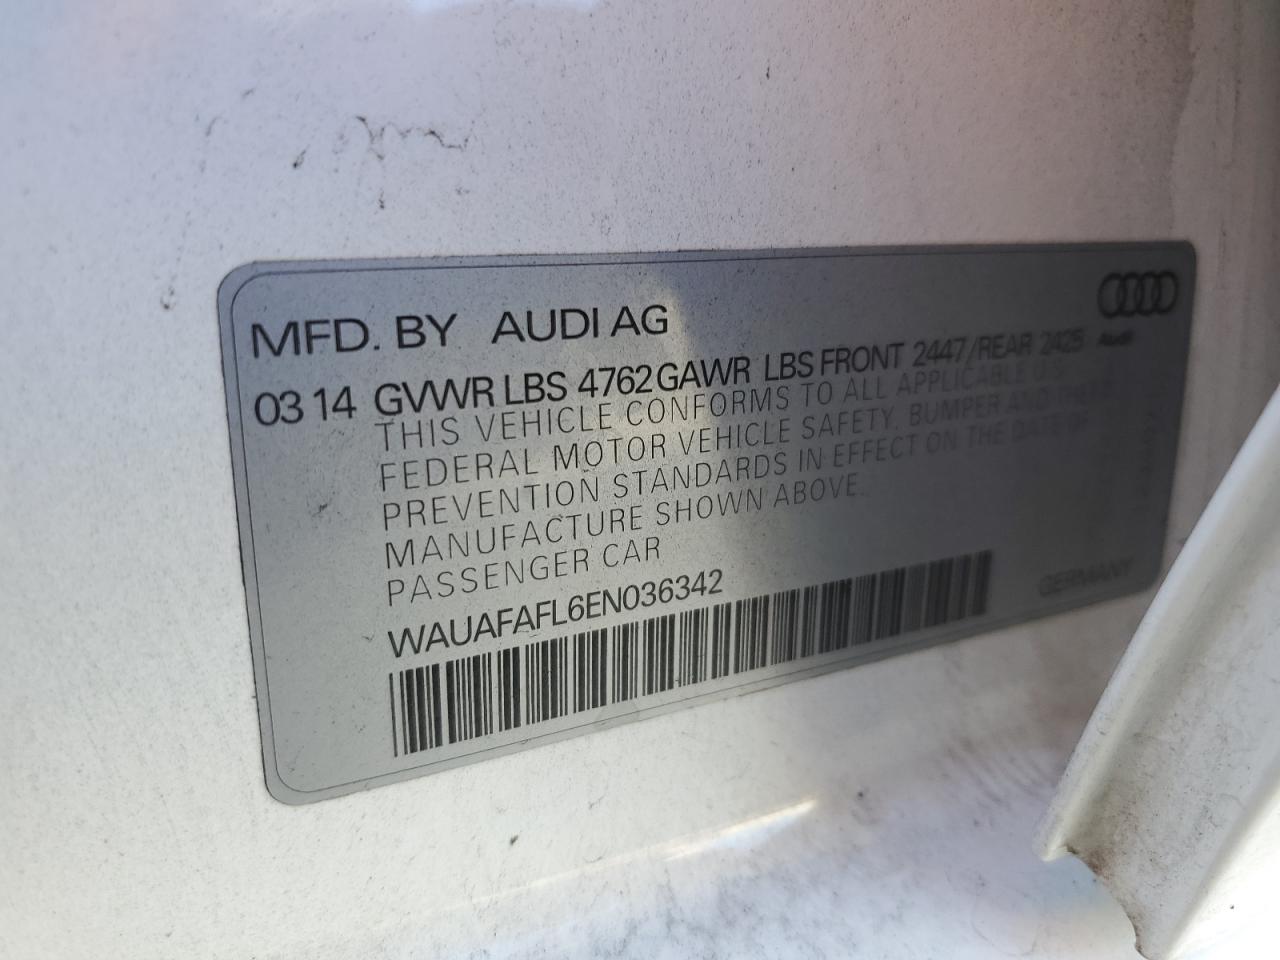 MFD. BY AUDI AG
Audi
03 14 GVWR LBS 4762 GAWR LBS FRONT 2447/REAR 2425
THIS VEHICLE CONFORMS TO ALL APPLICABLE U.S.
FEDERAL MOTOR VEHICLE SAFETY, BUMPER AND THEFT
PREVENTION STANDARDS IN EFFECT ON THE DATE OF
MANUFACTURE SHOWN ABOVE.
PASSENGER CAR
WAUAFAFL6EN036342
GERMANY